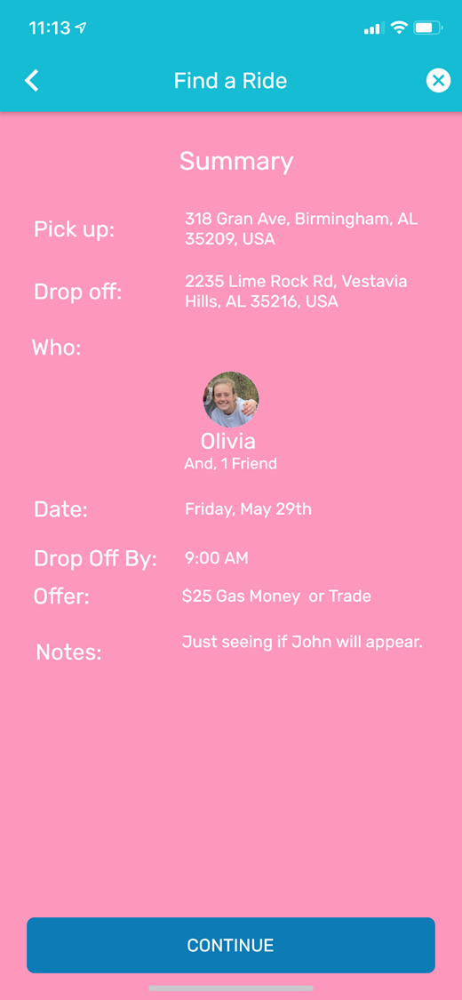 11:13
Find a Ride
Summary
Pick up:
318 Gran Ave, Birmingham, AL
35209, USA
Drop off:
2235 Lime Rock Rd, Vestavia
Hills, AL 35216, USA
Who:
Olivia
And, 1 Friend
Date:
Friday, May 29th
Drop Off By:
9:00 AM
Offer:
$25 Gas Money  or Trade
Notes:
Just seeing if John will appear.
CONTINUE